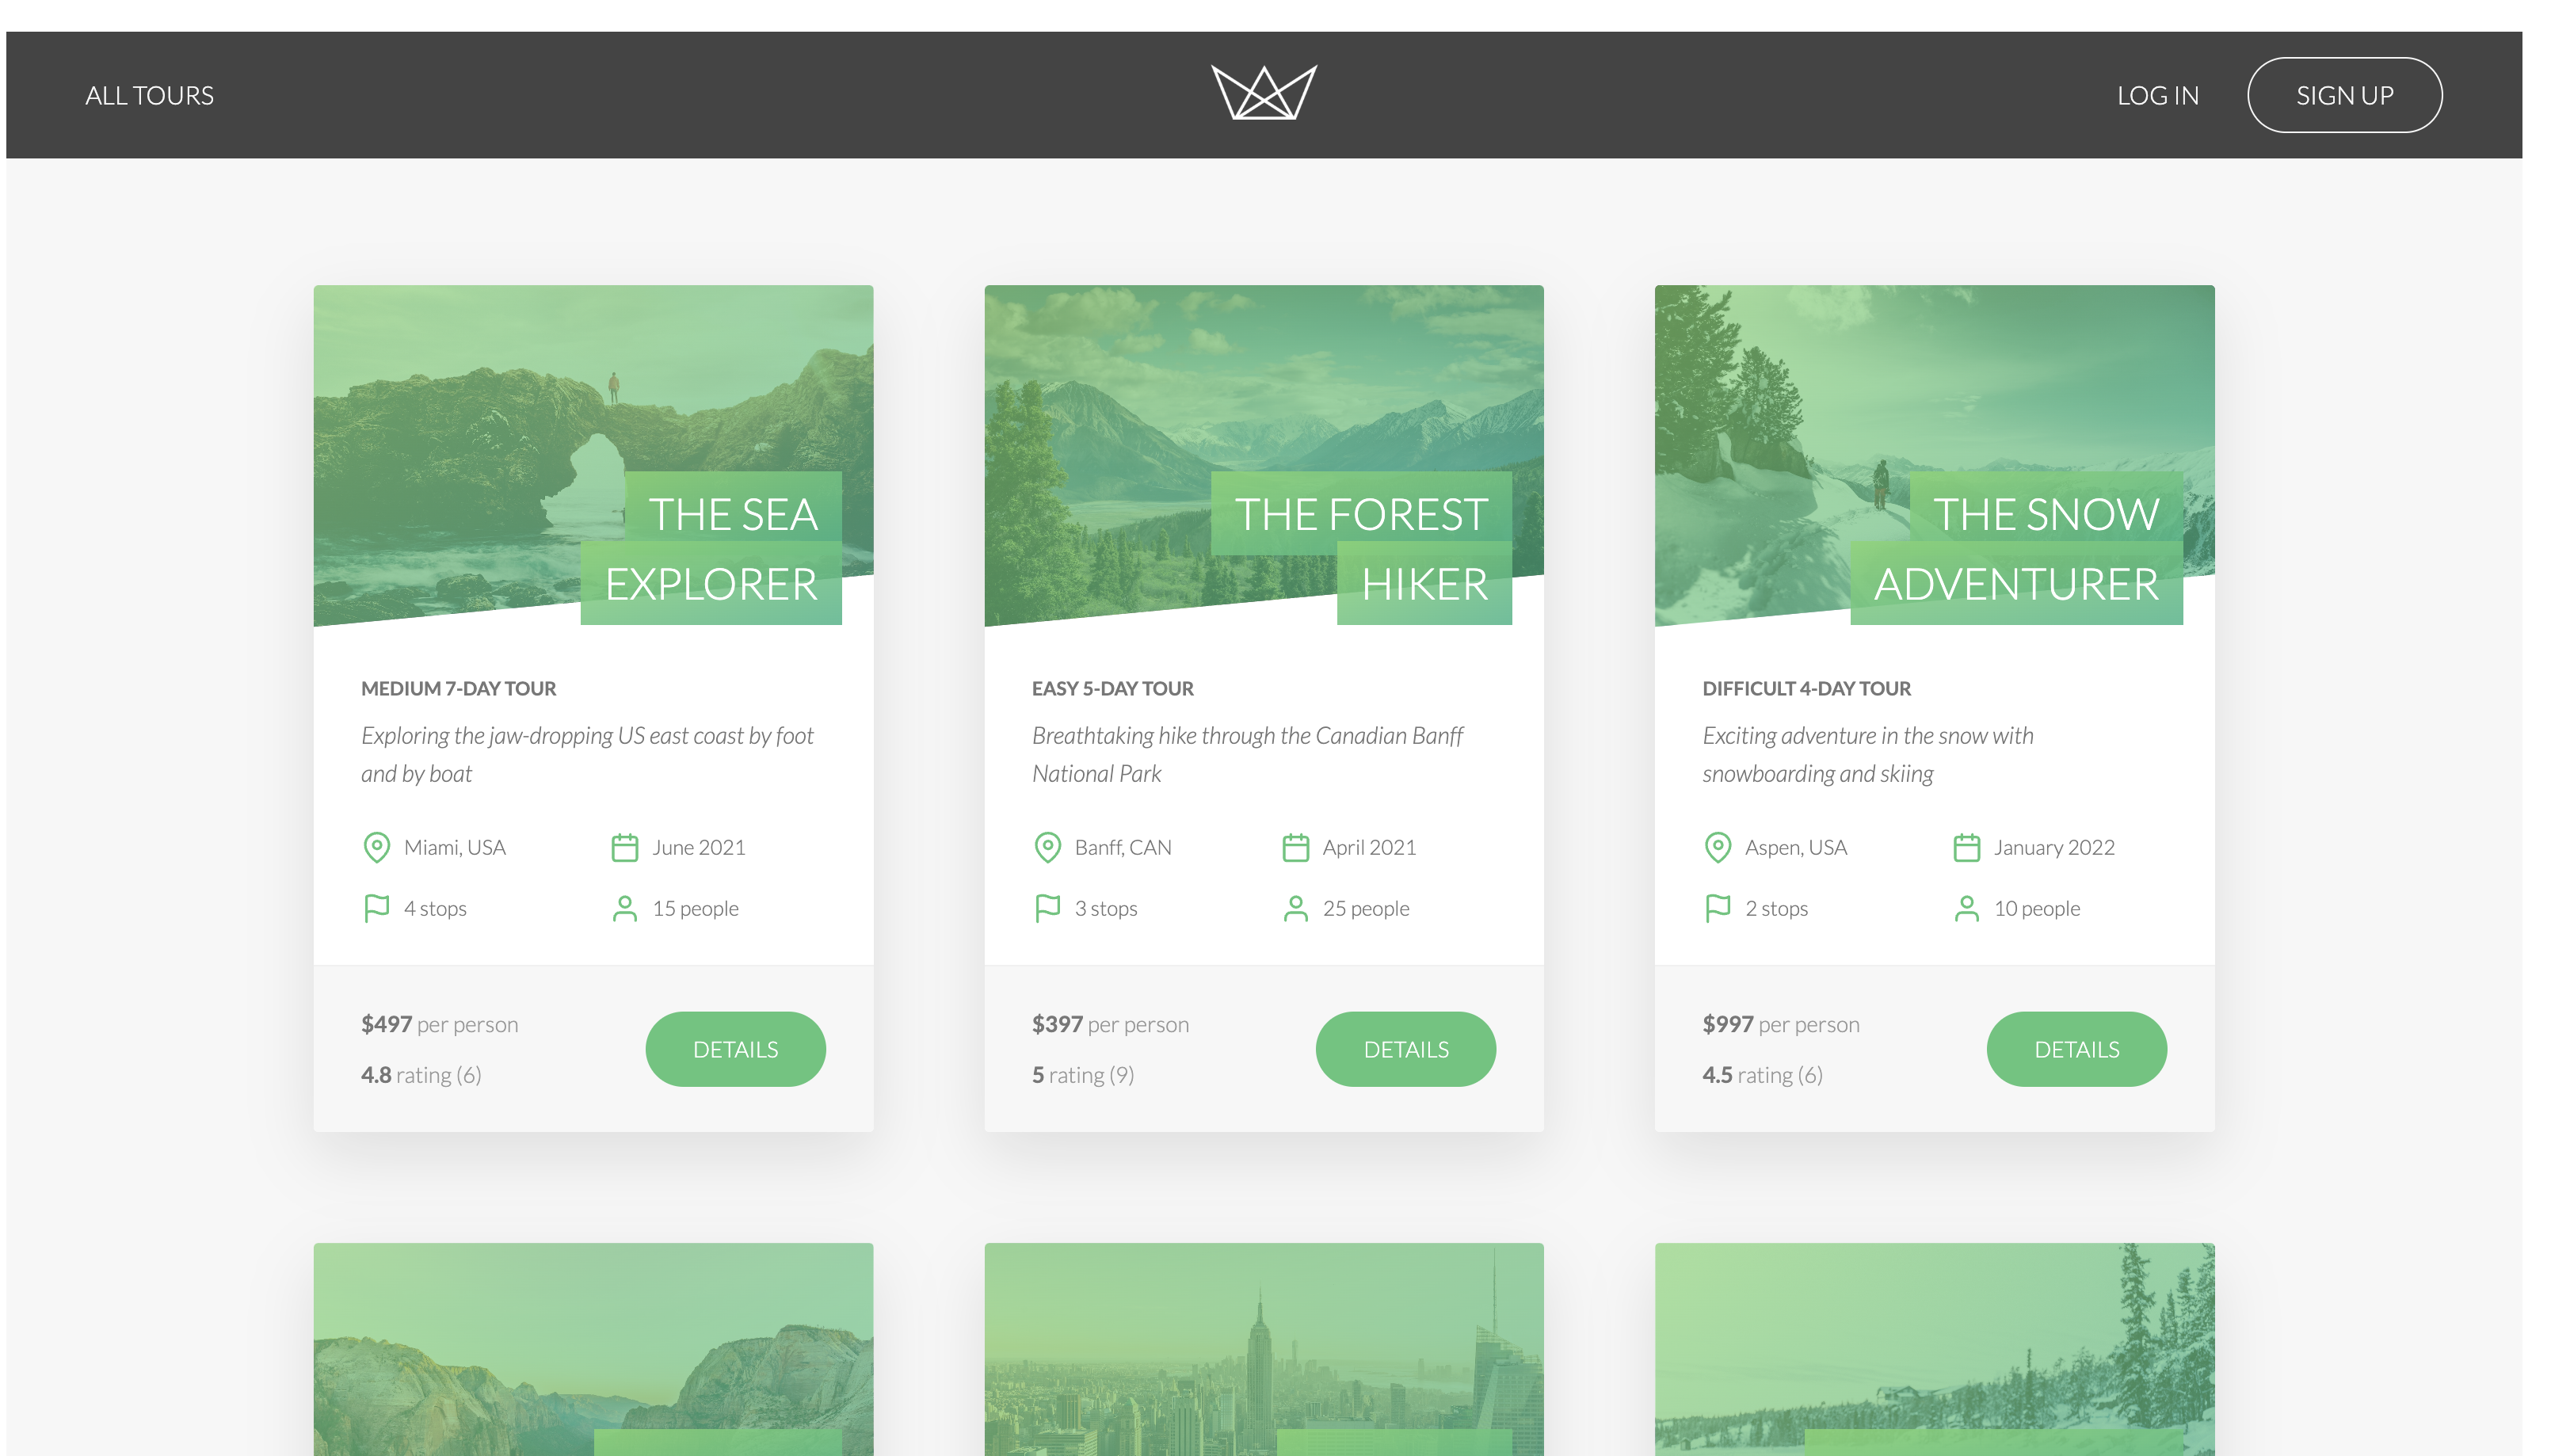 ALL TOURS
LOG IN
SIGN UP
THE SEA
EXPLORER
MEDIUM 7-DAY TOUR
Exploring the jaw-dropping US east coast by foot
and by boat
Miami, USA
June 2021
4 stops
15 people
$497 per person
4.8 rating (6)
DETAILS
THE FOREST
HIKER
EASY 5-DAY TOUR
Breathtaking hike through the Canadian Banff
National Park
Banff, CAN
April 2021
3 stops
25 people
$397 per person
5 rating (9)
DETAILS
THE SNOW
ADVENTURER
DIFFICULT 4-DAY TOUR
Exciting adventure in the snow with
snowboarding and skiing
Aspen, USA
January 2022
2 stops
10 people
$997 per person
4.5 rating (6)
DETAILS